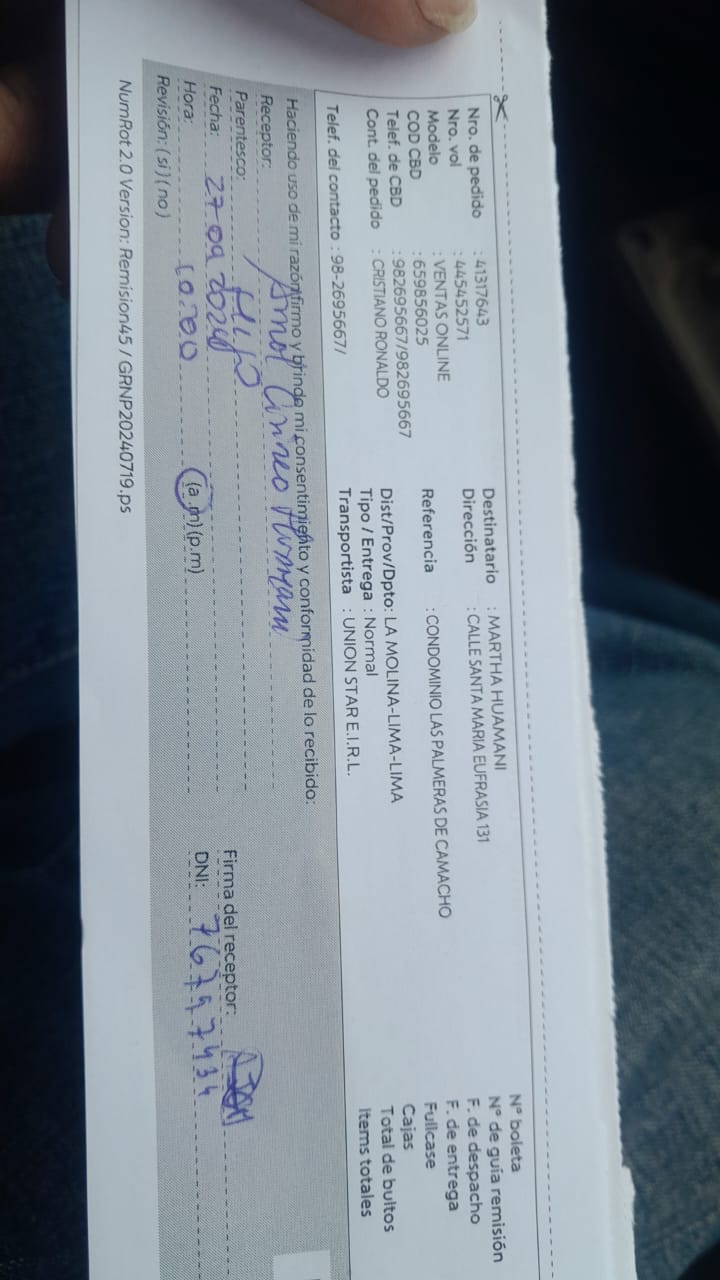 Nro. de pedido : 41317643
Nro. vol : 445452571
Modelo : VENTAS ONLINE
COD CBD : 659856025
Telef. de CBD : 982695667/982695667
Cont. del pedido : CRISTIANO RONALDO
Telef. del contacto : 98-2695667/
Destinatario : MARTHA HUAMANI
Dirección : CALLE SANTA MARIA EUFRASIA 131
Referencia : CONDOMINIO LAS PALMERAS DE CAMACHO
Dist/Prov/Dpto: LA MOLINA-LIMA-LIMA
Tipo / Entrega : Normal
Transportista : UNION STAR E.I.R.L.
N° boleta
N° de guía remisión
F. de despacho
F. de entrega
Fullcase
Cajas
Total de bultos
Items totales
Haciendo uso de mi razón firmo y brindo mi consentimiento y conformidad de lo recibido:
Receptor:
Parentesco: Hijo
Fecha: 27 09 2024
Hora: 10:00 (a.m) (p.m)
Revisión: (si) (no)
Firma del receptor:
DNI:
NumRot 2.0 Version: Remision45 / GRNP20240719.ps